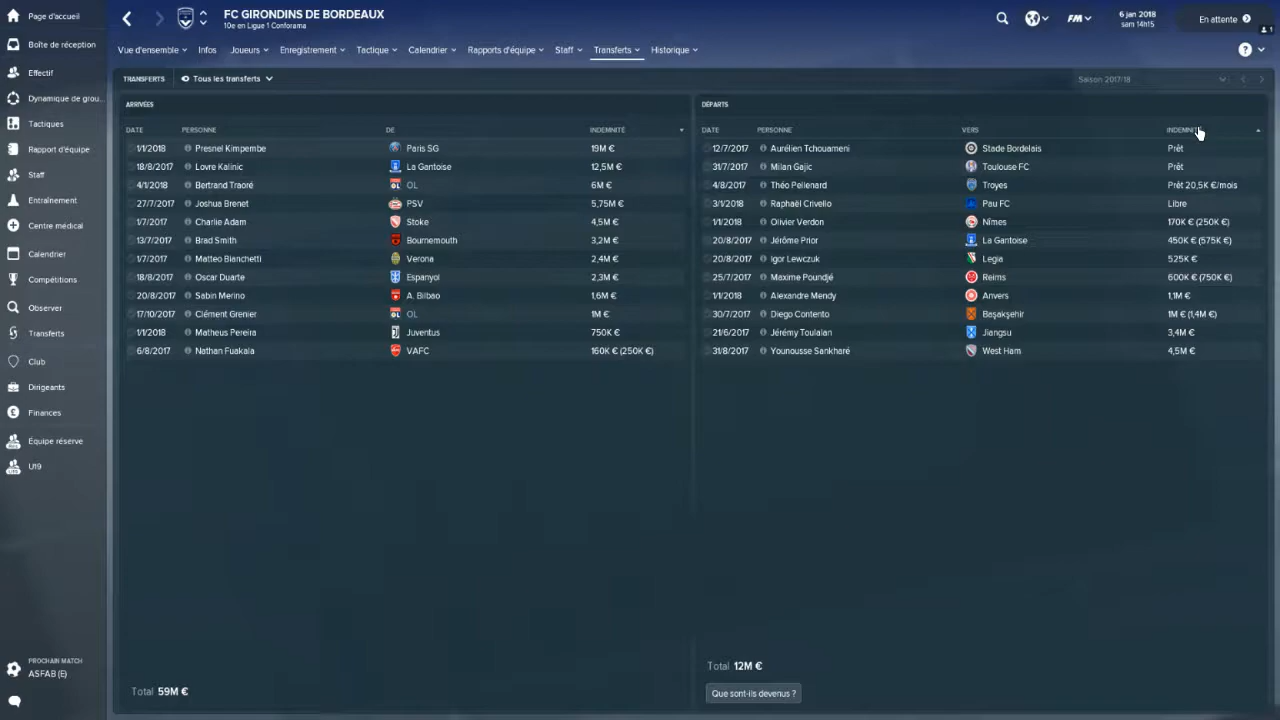 Page d'accueil
Boîte de réception
Effectif
Dynamique de grou...
Tactiques
Rapport d'équipe
Staff
Entraînement
Centre médical
Calendrier
Compétitions
Observer
Transferts
Club
Dirigeants
Finances
Équipe réserve
U19
PROCHAIN MATCH
ASFAB (E)
FC GIRONDINS DE BORDEAUX
10e en Ligue 1 Conforama
FM
6 jan 2018
sam 14h15
En attente
1
Vue d'ensemble Infos Joueurs Enregistrement Tactique Calendrier Rapports d'équipe Staff Transferts Historique
?
TRANSFERTS Tous les transferts Saison 2017/18
ARRIVÉES
DATE PERSONNE DE INDEMNITÉ
1/1/2018 Presnel Kimpembe Paris SG 19M €
18/8/2017 Lovre Kalinic La Gantoise 12,5M €
4/1/2018 Bertrand Traoré OL 6M €
27/7/2017 Joshua Brenet PSV 5,75M €
1/7/2017 Charlie Adam Stoke 4,5M €
13/7/2017 Brad Smith Bournemouth 3,2M €
1/7/2017 Matteo Bianchetti Verona 2,4M €
18/8/2017 Oscar Duarte Espanyol 2,3M €
20/8/2017 Sabin Merino A. Bilbao 1,6M €
17/10/2017 Clément Grenier OL 1M €
1/1/2018 Matheus Pereira Juventus 750K €
6/8/2017 Nathan Fuakala VAFC 160K € (250K €)
Total 59M €
DÉPARTS
DATE PERSONNE VERS INDEMNITÉ
12/7/2017 Aurélien Tchouameni Stade Bordelais Prêt
31/7/2017 Milan Gajic Toulouse FC Prêt
4/8/2017 Théo Pellenard Troyes Prêt 20,5K €/mois
3/1/2018 Raphaël Crivello Pau FC Libre
1/1/2018 Olivier Verdon Nîmes 170K € (250K €)
20/8/2017 Jérôme Prior La Gantoise 450K € (575K €)
20/8/2017 Igor Lewczuk Legia 525K €
25/7/2017 Maxime Poundjé Reims 600K € (750K €)
1/1/2018 Alexandre Mendy Anvers 1,1M €
30/7/2017 Diego Contento Başakşehir 1M € (1,4M €)
21/6/2017 Jérémy Toulalan Jiangsu 3,4M €
31/8/2017 Younousse Sankharé West Ham 4,5M €
Total 12M €
Que sont-ils devenus ?